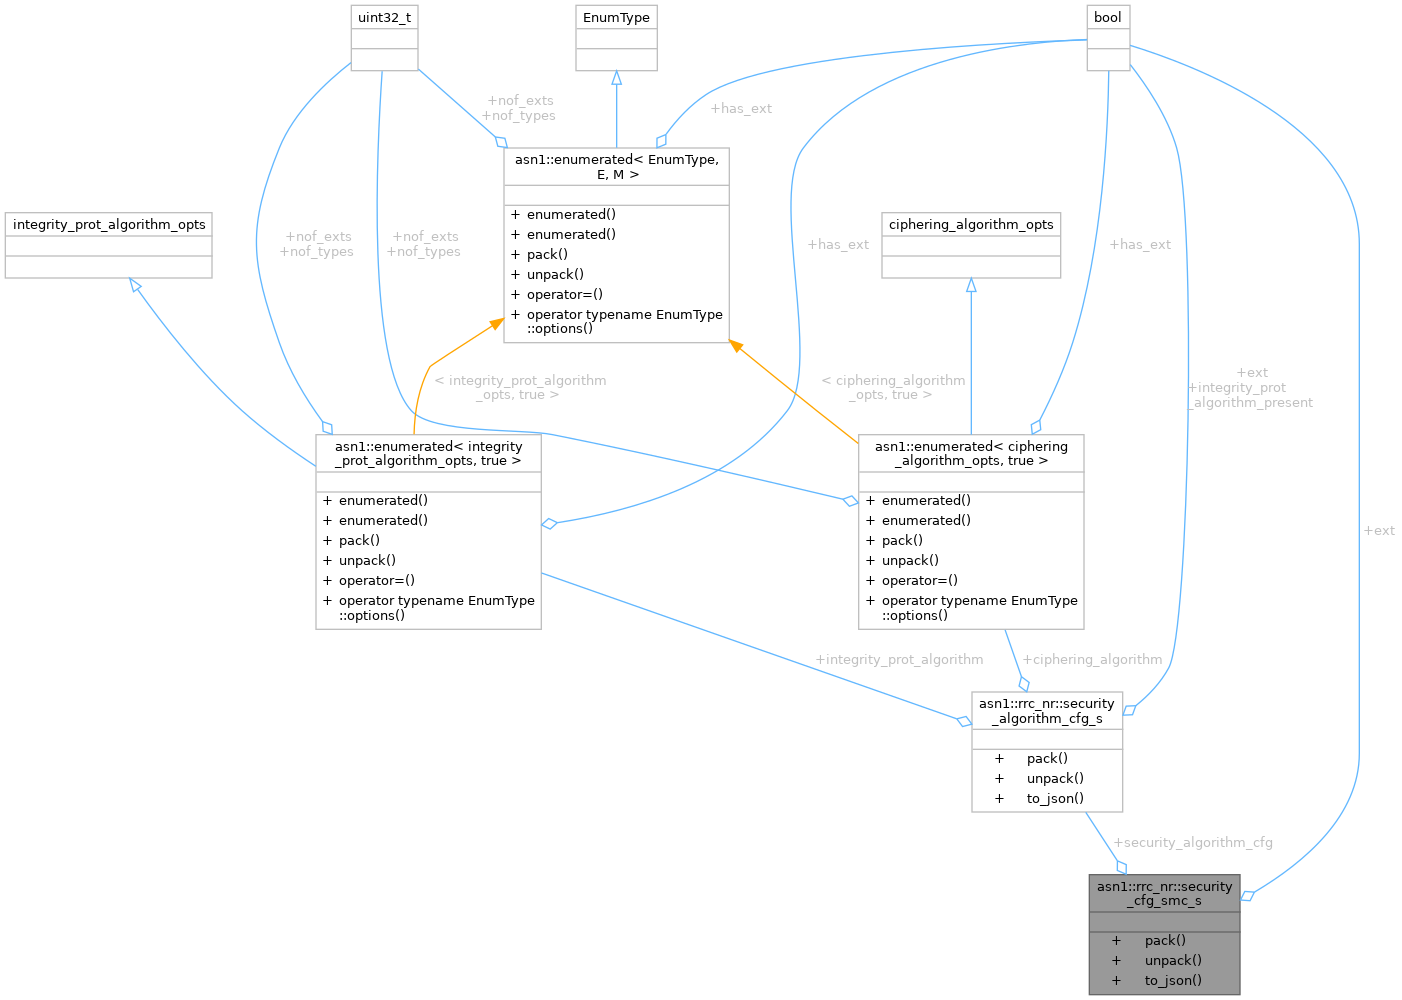 uint32_t
EnumType
bool
+nof_exts
+nof_types
+has_ext
asn1::enumerated< EnumType,
E, M >
+ enumerated()
+ enumerated()
+ pack()
+ unpack()
+ operator=()
+ operator typename EnumType
::options()
integrity_prot_algorithm_opts
ciphering_algorithm_opts
+nof_exts
+nof_types
+nof_exts
+nof_types
+has_ext
+has_ext
< integrity_prot_algorithm
_opts, true >
< ciphering_algorithm
_opts, true >
+ext
+integrity_prot
_algorithm_present
asn1::enumerated< integrity
_prot_algorithm_opts, true >
+ enumerated()
+ enumerated()
+ pack()
+ unpack()
+ operator=()
+ operator typename EnumType
::options()
asn1::enumerated< ciphering
_algorithm_opts, true >
+ enumerated()
+ enumerated()
+ pack()
+ unpack()
+ operator=()
+ operator typename EnumType
::options()
+ext
+integrity_prot_algorithm
+ciphering_algorithm
asn1::rrc_nr::security
_algorithm_cfg_s
+ pack()
+ unpack()
+ to_json()
+security_algorithm_cfg
asn1::rrc_nr::security
_cfg_smc_s
+ pack()
+ unpack()
+ to_json()